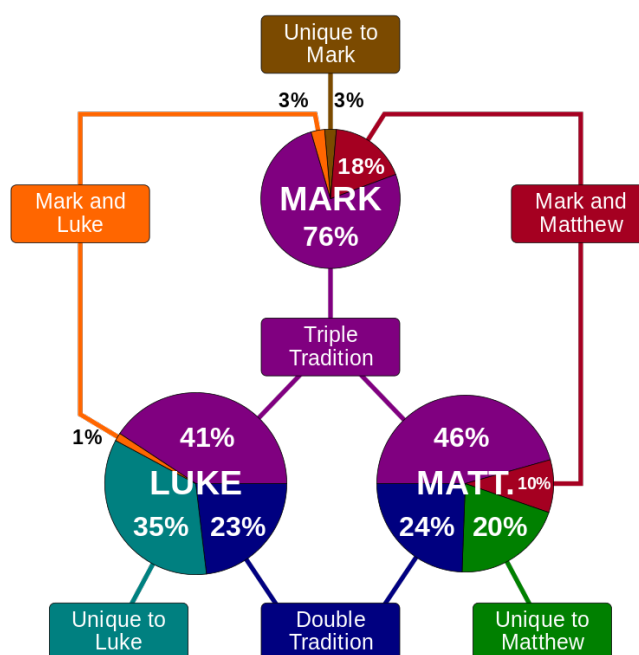 Unique to
Mark
3%
3%
18%
MARK
76%
Mark and
Luke
Mark and
Matthew
Triple
Tradition
41%
1%
LUKE
35%
23%
46%
MATT.
10%
24%
20%
Unique to
Luke
Double
Tradition
Unique to
Matthew